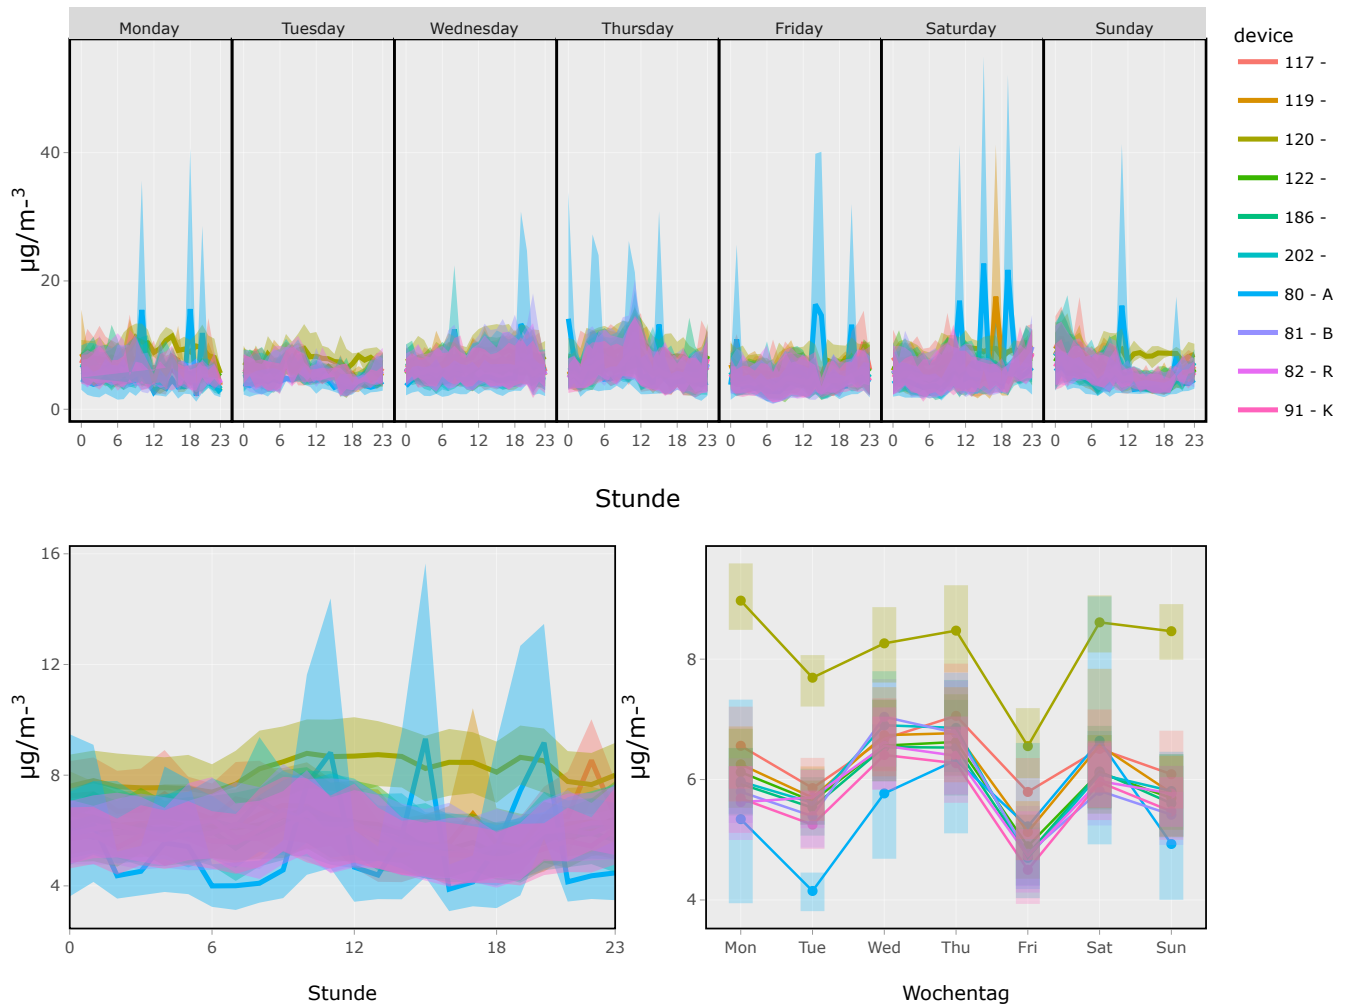 Monday Tuesday Wednesday Thursday Friday Saturday Sunday
device
117 -
119 -
120 -
122 -
186 -
202 -
80 - A
81 - B
82 - R
91 - K
µg/m-³
40
20
0
0 6 12 18 23 0 6 12 18 23 0 6 12 18 23 0 6 12 18 23 0 6 12 18 23 0 6 12 18 23 0 6 12 18 23
Stunde
µg/m-³
16
12
8
4
0 6 12 18 23
Stunde
µg/m-³
8
6
4
Mon Tue Wed Thu Fri Sat Sun
Wochentag